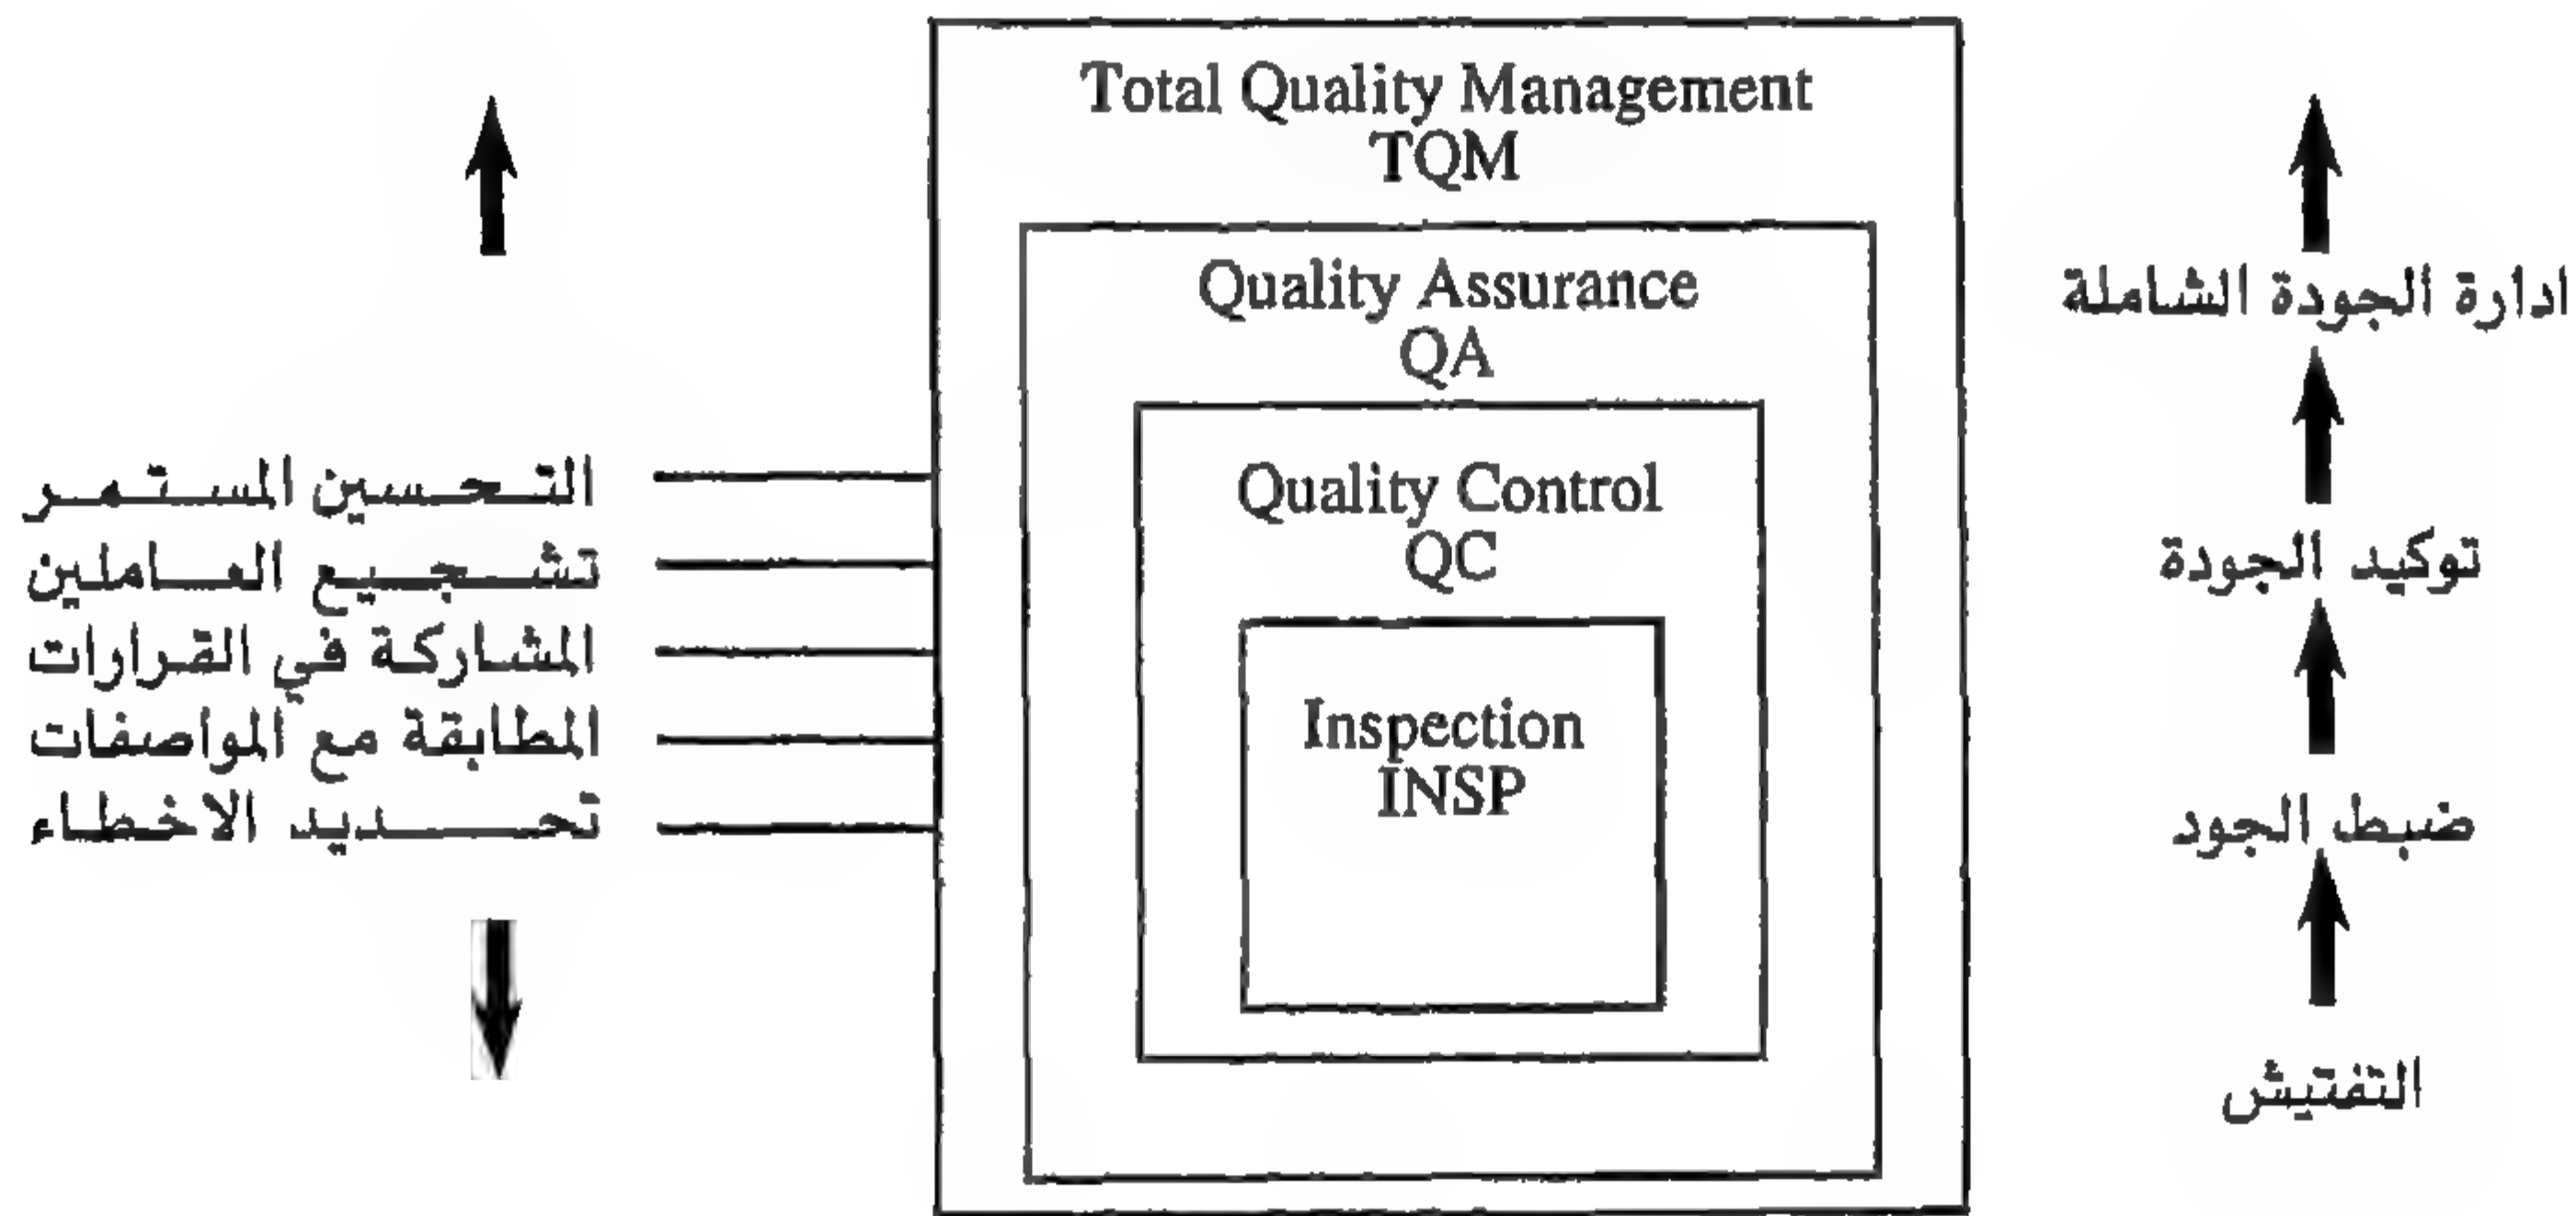 Total Quality Management
TQM
Quality Assurance
QA
Quality Control
QC
Inspection
INSP
ادارة الجودة الشاملة
توكيد الجودة
ضبط الجود
التفتيش
التحسين المستمر
تشجيع العاملين
المشاركة في القرارات
المطابقة مع المواصفات
تحديد الاخطاء